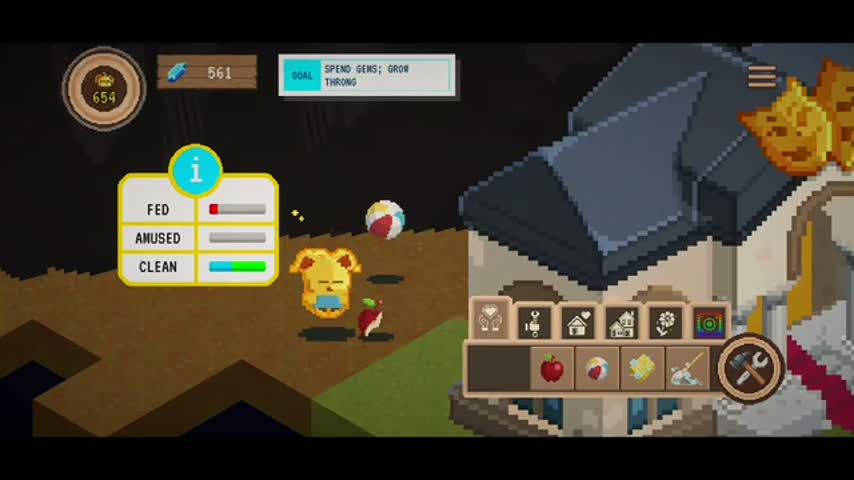 654
561
GOAL
SPEND GEMS; GROW
THRONG
i
FED
AMUSED
CLEAN